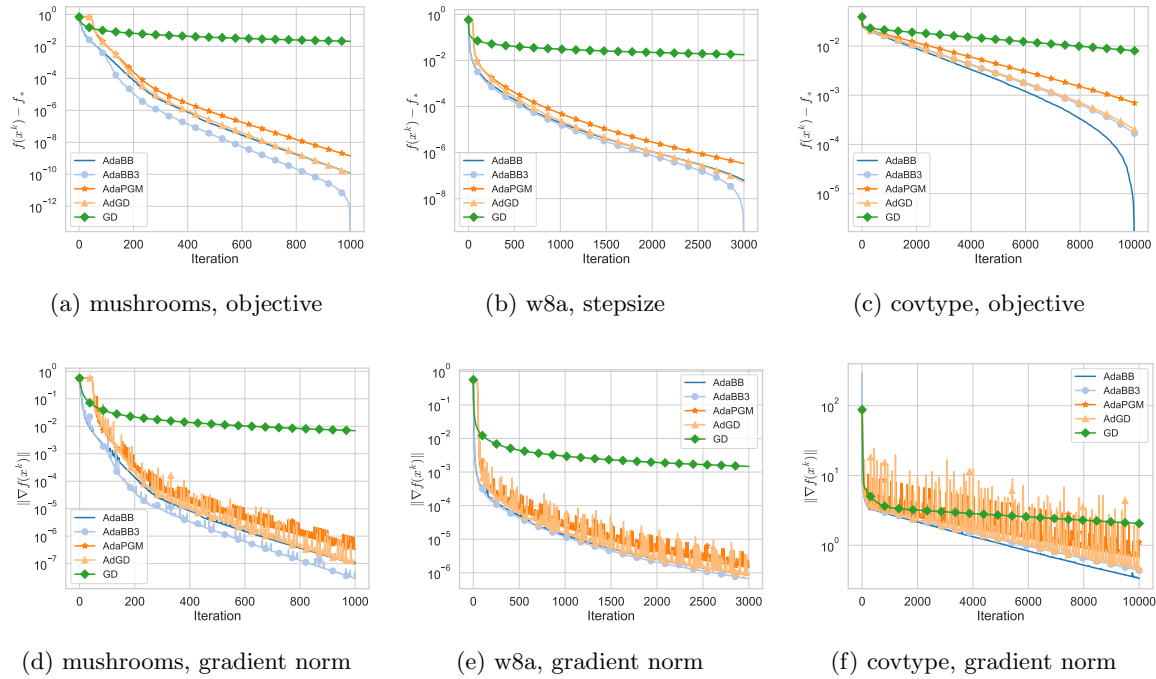 f(x^k) − f_*
10^0
10^−2
10^−4
10^−6
10^−8
10^−10
10^−12
AdaBB
AdaBB3
AdaPGM
AdGD
GD
0 200 400 600 800 1000
Iteration
(a) mushrooms, objective
f(x^k) − f_*
10^0
10^−2
10^−4
10^−6
10^−8
AdaBB
AdaBB3
AdaPGM
AdGD
GD
0 500 1000 1500 2000 2500 3000
Iteration
(b) w8a, stepsize
f(x^k) − f_*
10^−2
10^−3
10^−4
10^−5
AdaBB
AdaBB3
AdaPGM
AdGD
GD
0 2000 4000 6000 8000 10000
Iteration
(c) covtype, objective
‖∇f(x^k)‖
10^0
10^−1
10^−2
10^−3
10^−4
10^−5
10^−6
10^−7
AdaBB
AdaBB3
AdaPGM
AdGD
GD
0 200 400 600 800 1000
Iteration
(d) mushrooms, gradient norm
‖∇f(x^k)‖
10^0
10^−1
10^−2
10^−3
10^−4
10^−5
10^−6
AdaBB
AdaBB3
AdaPGM
AdGD
GD
0 500 1000 1500 2000 2500 3000
Iteration
(e) w8a, gradient norm
‖∇f(x^k)‖
10^2
10^1
10^0
AdaBB
AdaBB3
AdaPGM
AdGD
GD
0 2000 4000 6000 8000 10000
Iteration
(f) covtype, gradient norm